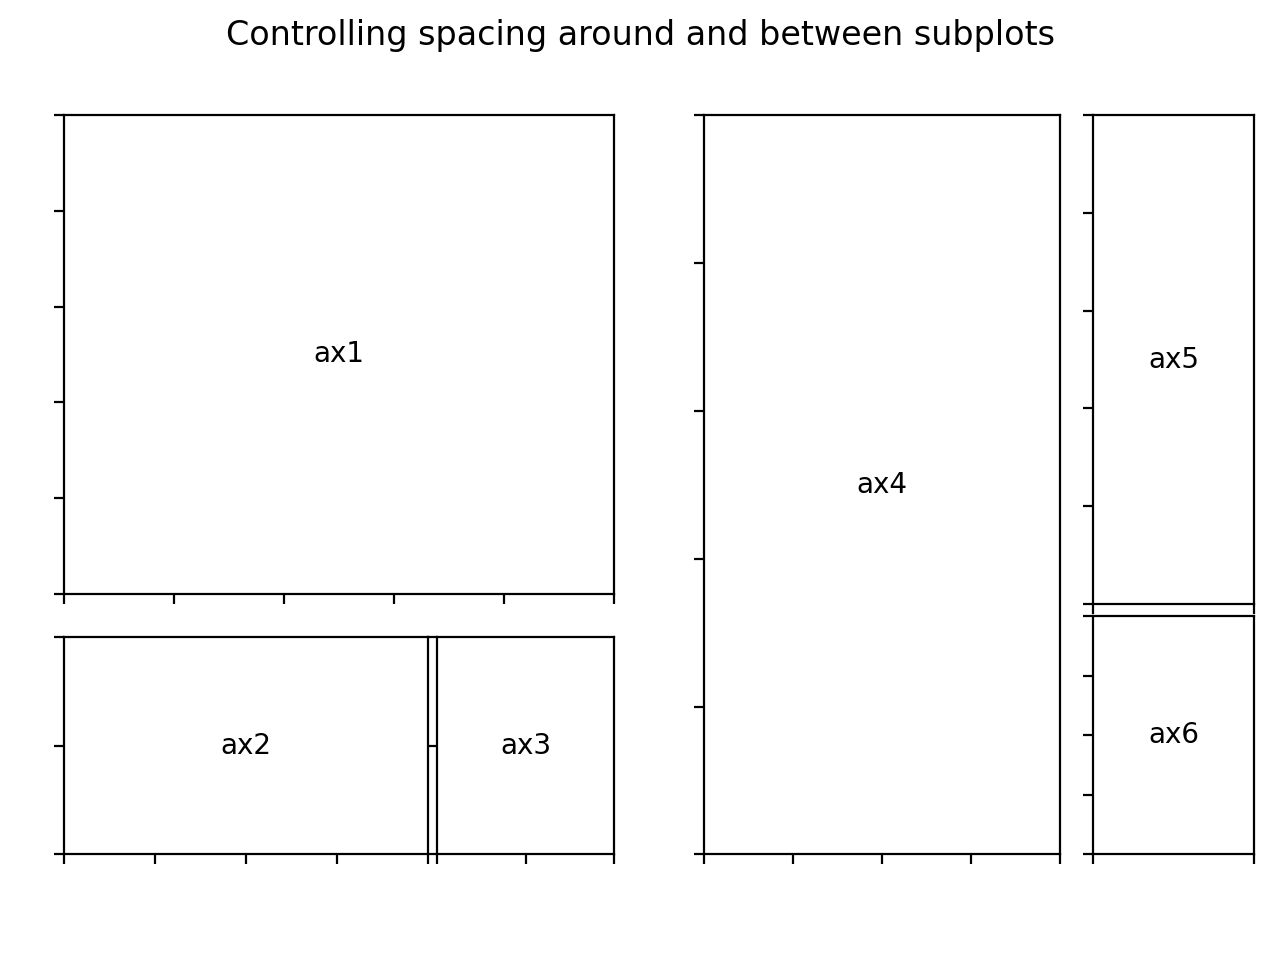 Controlling spacing around and between subplots
ax1
ax2
ax3
ax4
ax5
ax6